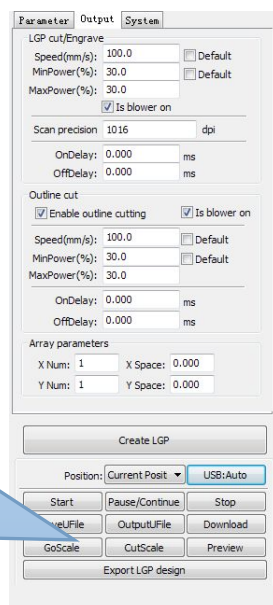 Parameter Output System
LGP cut/Engrave
Speed(mm/s): 100.0 Default
MinPower(%): 30.0 Default
MaxPower(%): 30.0
Is blower on
Scan precision 1016 dpi
OnDelay: 0.000 ms
OffDelay: 0.000 ms
Outline cut
Enable outline cutting Is blower on
Speed(mm/s): 100.0 Default
MinPower(%): 30.0 Default
MaxPower(%): 30.0
OnDelay: 0.000 ms
OffDelay: 0.000 ms
Array parameters
X Num: 1 X Space: 0.000
Y Num: 1 Y Space: 0.000
Create LGP
Position: Current Posit USB:Auto
Start Pause/Continue Stop
OutputUFile Download
GoScale CutScale Preview
Export LGP design